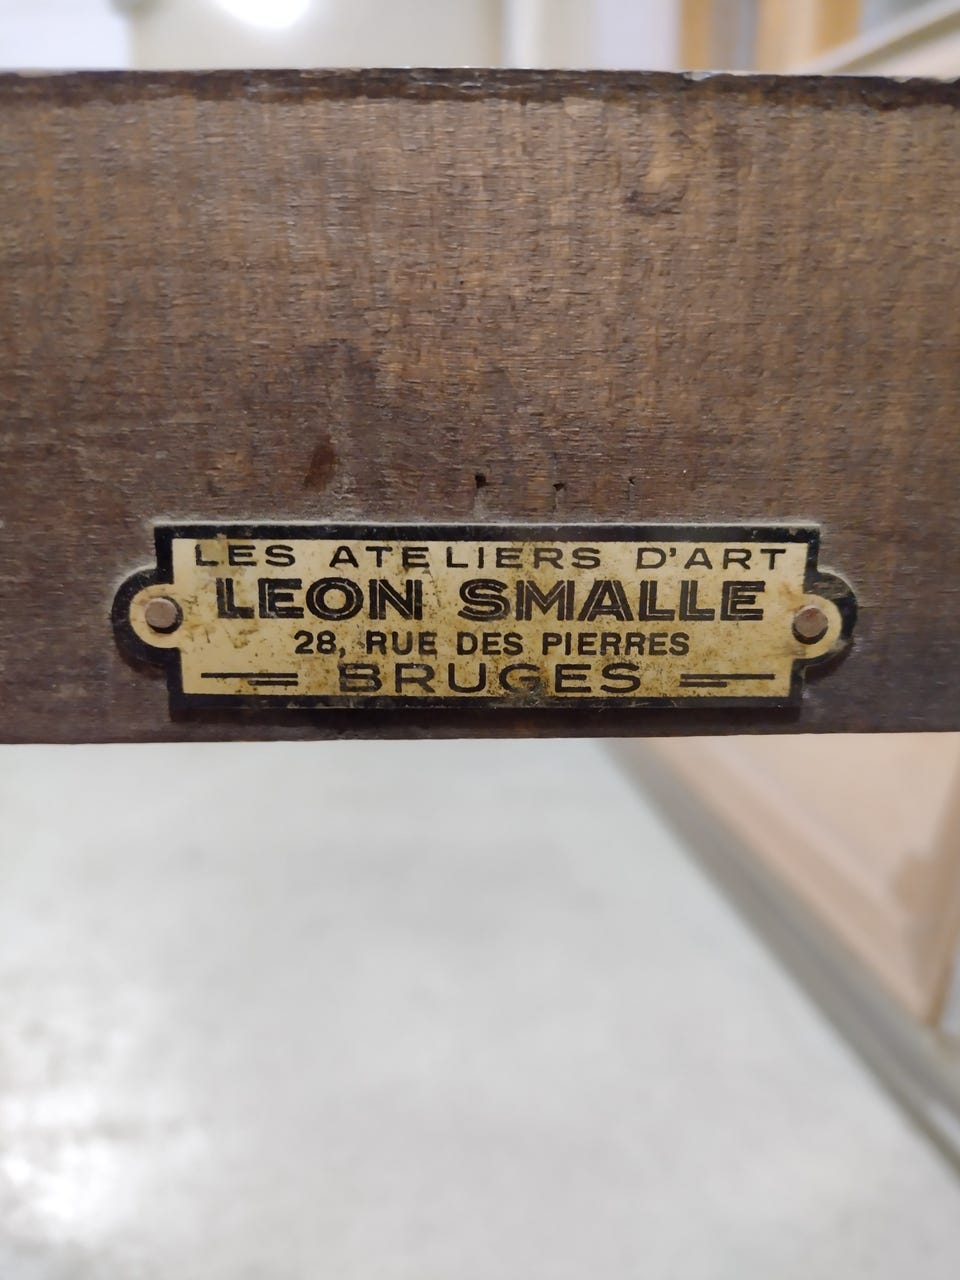 LES ATELIERS D'ART
LEON SMALLE
28, RUE DES PIERRES
BRUGES